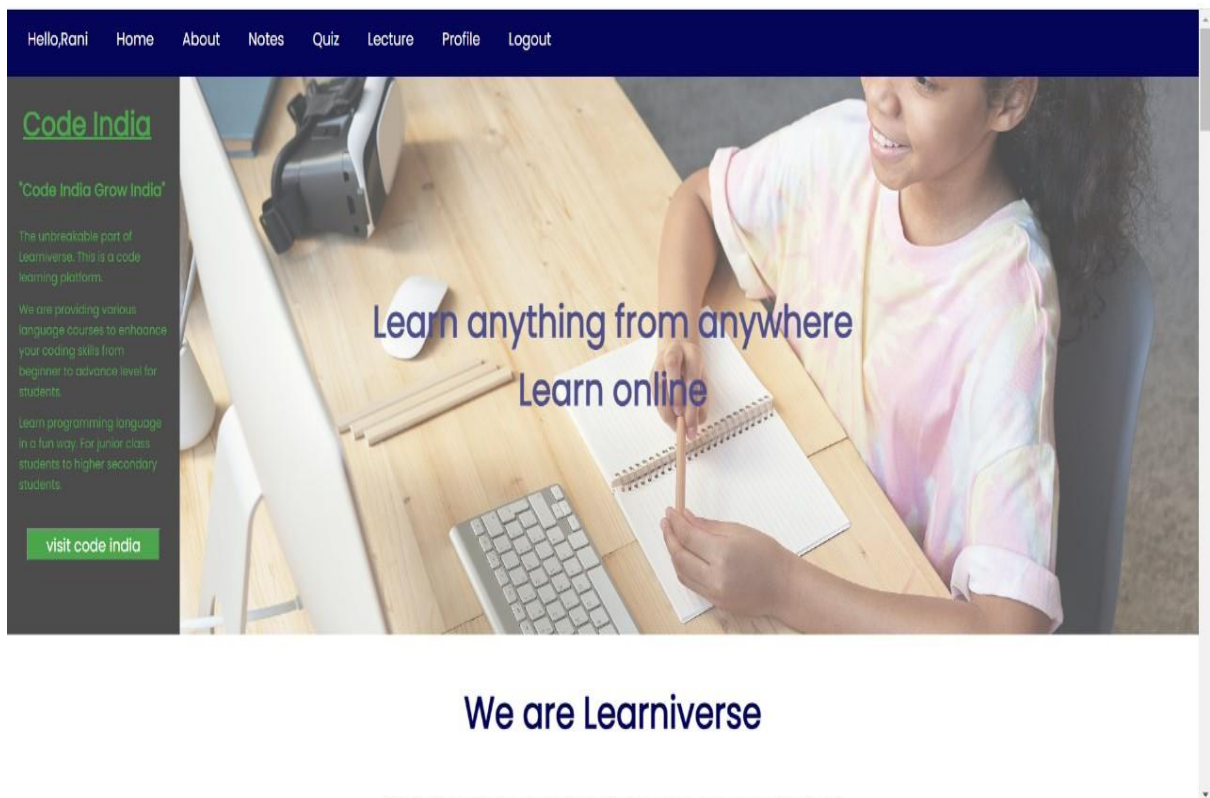 Hello,Rani Home About Notes Quiz Lecture Profile Logout
Code India
"Code India Grow India"
The unbreakable part of
Learniverse. This is a code
learning platform.
We are providing various
language courses to enhoance
your coding skills from
beginner to advance level for
students.
Learn programming language
in a fun way. For junior class
students to higher secondary
students.
visit code india
Learn anything from anywhere
Learn online
We are Learniverse